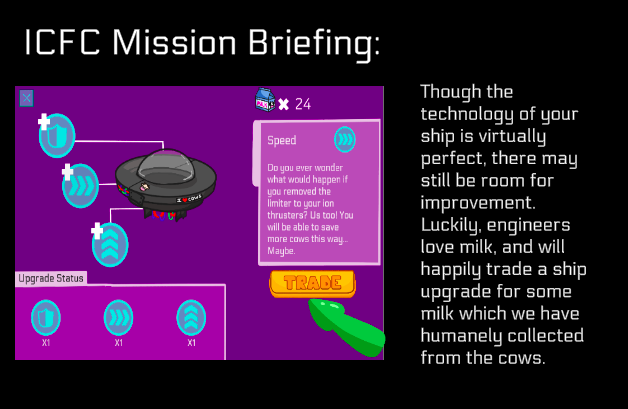 ICFC Mission Briefing:
24
Speed
Do you ever wonder
what would happen if
you removed the
limiter to your ion
thrusters? Us too! You
will be able to save
more cows this way...
Maybe.
TRADE
I ❤ COWS
Upgrade Status
X1
X1
X1
Though the
technology of your
ship is virtually
perfect, there may
still be room for
improvement.
Luckily, engineers
love milk, and will
happily trade a ship
upgrade for some
milk which we have
humanely collected
from the cows.